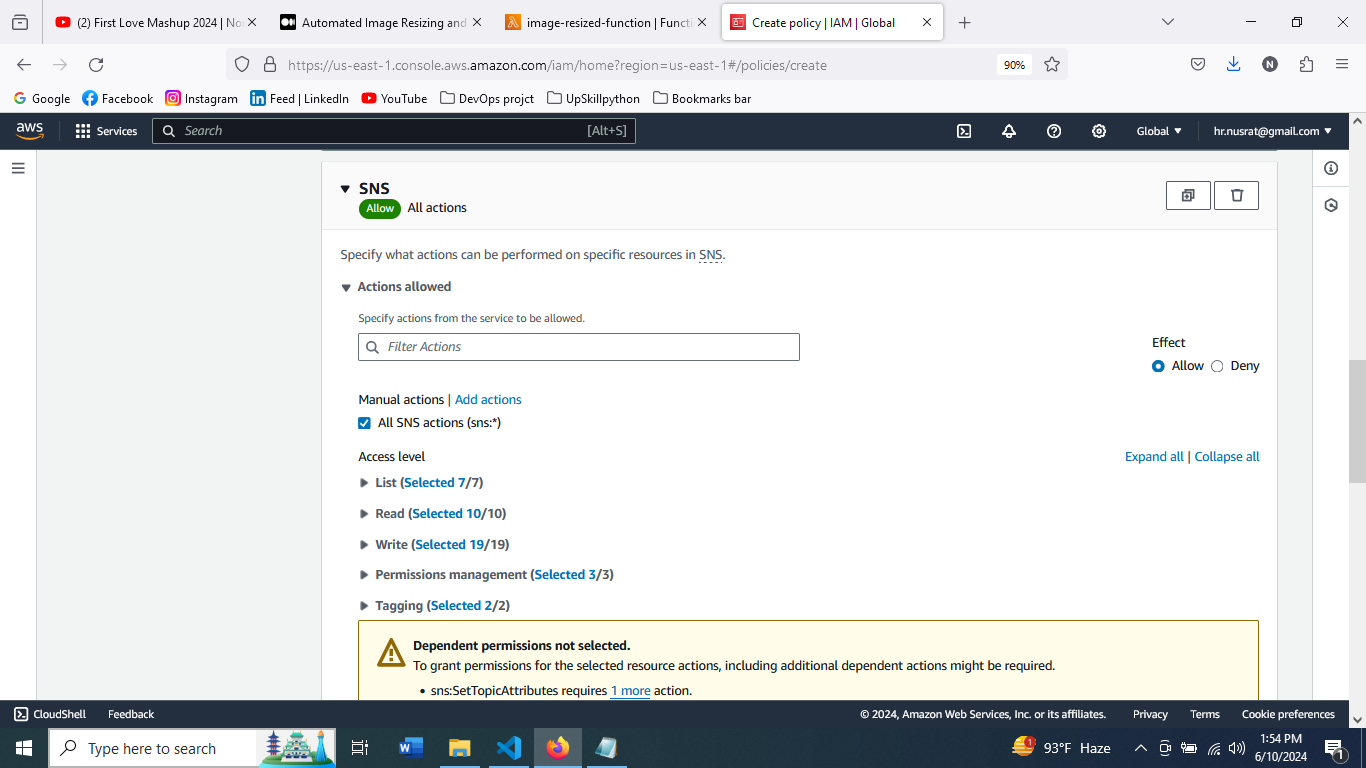 (2) First Love Mashup 2024 | No
Automated Image Resizing and
image-resized-function | Functi
Create policy | IAM | Global
https://us-east-1.console.aws.amazon.com/iam/home?region=us-east-1#/policies/create
90%
N
Google
Facebook
Instagram
Feed | LinkedIn
YouTube
DevOps projct
UpSkillpython
Bookmarks bar
aws
Services
Search
[Alt+S]
Global
hr.nusrat@gmail.com
SNS
Allow All actions
Specify what actions can be performed on specific resources in SNS.
Actions allowed
Specify actions from the service to be allowed.
Filter Actions
Effect
Allow
Deny
Manual actions | Add actions
All SNS actions (sns:*)
Access level
Expand all | Collapse all
List (Selected 7/7)
Read (Selected 10/10)
Write (Selected 19/19)
Permissions management (Selected 3/3)
Tagging (Selected 2/2)
Dependent permissions not selected.
To grant permissions for the selected resource actions, including additional dependent actions might be required.
• sns:SetTopicAttributes requires 1 more action.
CloudShell
Feedback
© 2024, Amazon Web Services, Inc. or its affiliates.
Privacy
Terms
Cookie preferences
Type here to search
1
93°F Haze
1:54 PM
6/10/2024
1